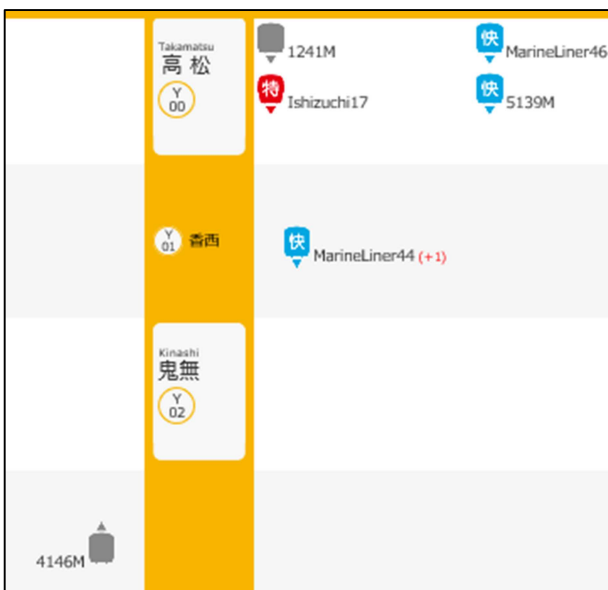 Takamatsu
高松
Y
00
1241M
快
MarineLiner46
特
Ishizuchi17
快
5139M
Y
01
香西
快
MarineLiner44 (+1)
Kinashi
鬼無
Y
02
4146M